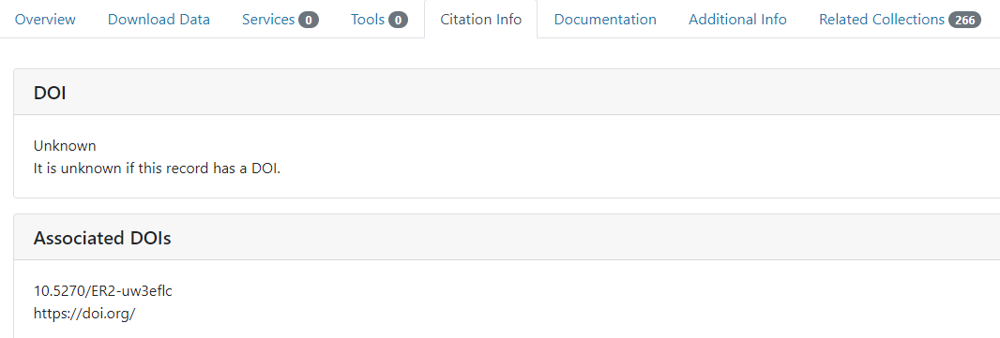 Overview Download Data Services 0 Tools 0 Citation Info Documentation Additional Info Related Collections 266
DOI
Unknown
It is unknown if this record has a DOI.
Associated DOIs
10.5270/ER2-uw3eflc
https://doi.org/